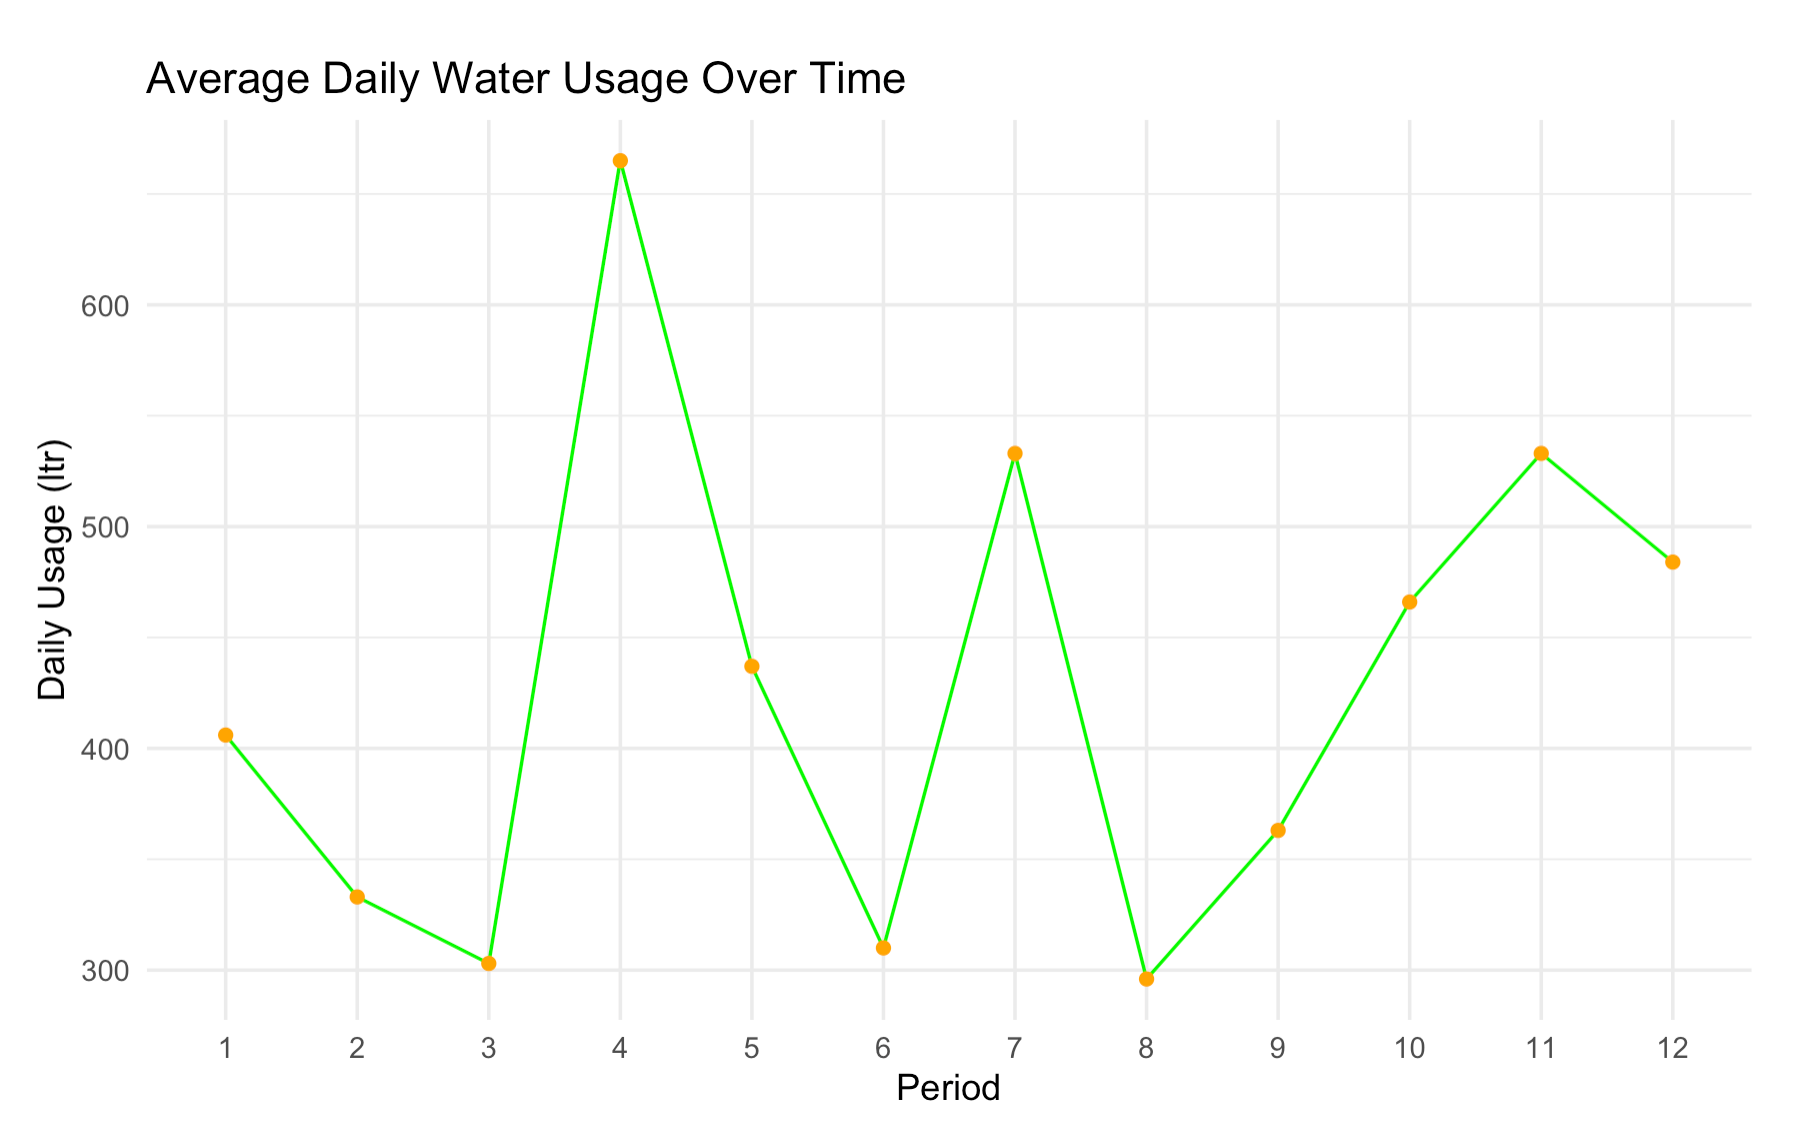 Average Daily Water Usage Over Time
Daily Usage (ltr)
600
500
400
300
1 2 3 4 5 6 7 8 9 10 11 12
Period